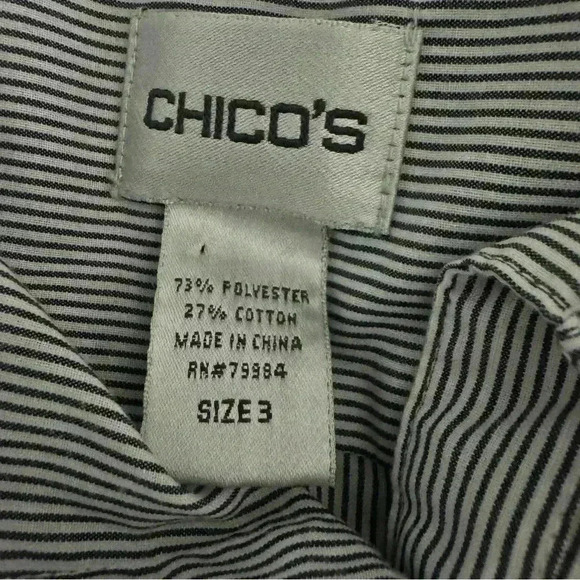 CHICO'S
73% POLYESTER
27% COTTON
MADE IN CHINA
RN#79984
SIZE 3